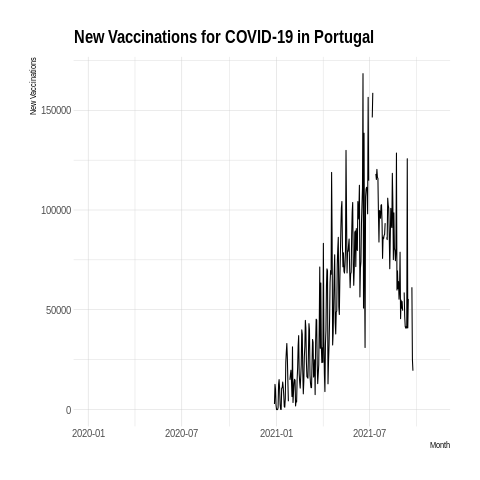 New Vaccinations for COVID-19 in Portugal
New Vaccinations
150000
100000
50000
0
2020-01 2020-07 2021-01 2021-07
Month